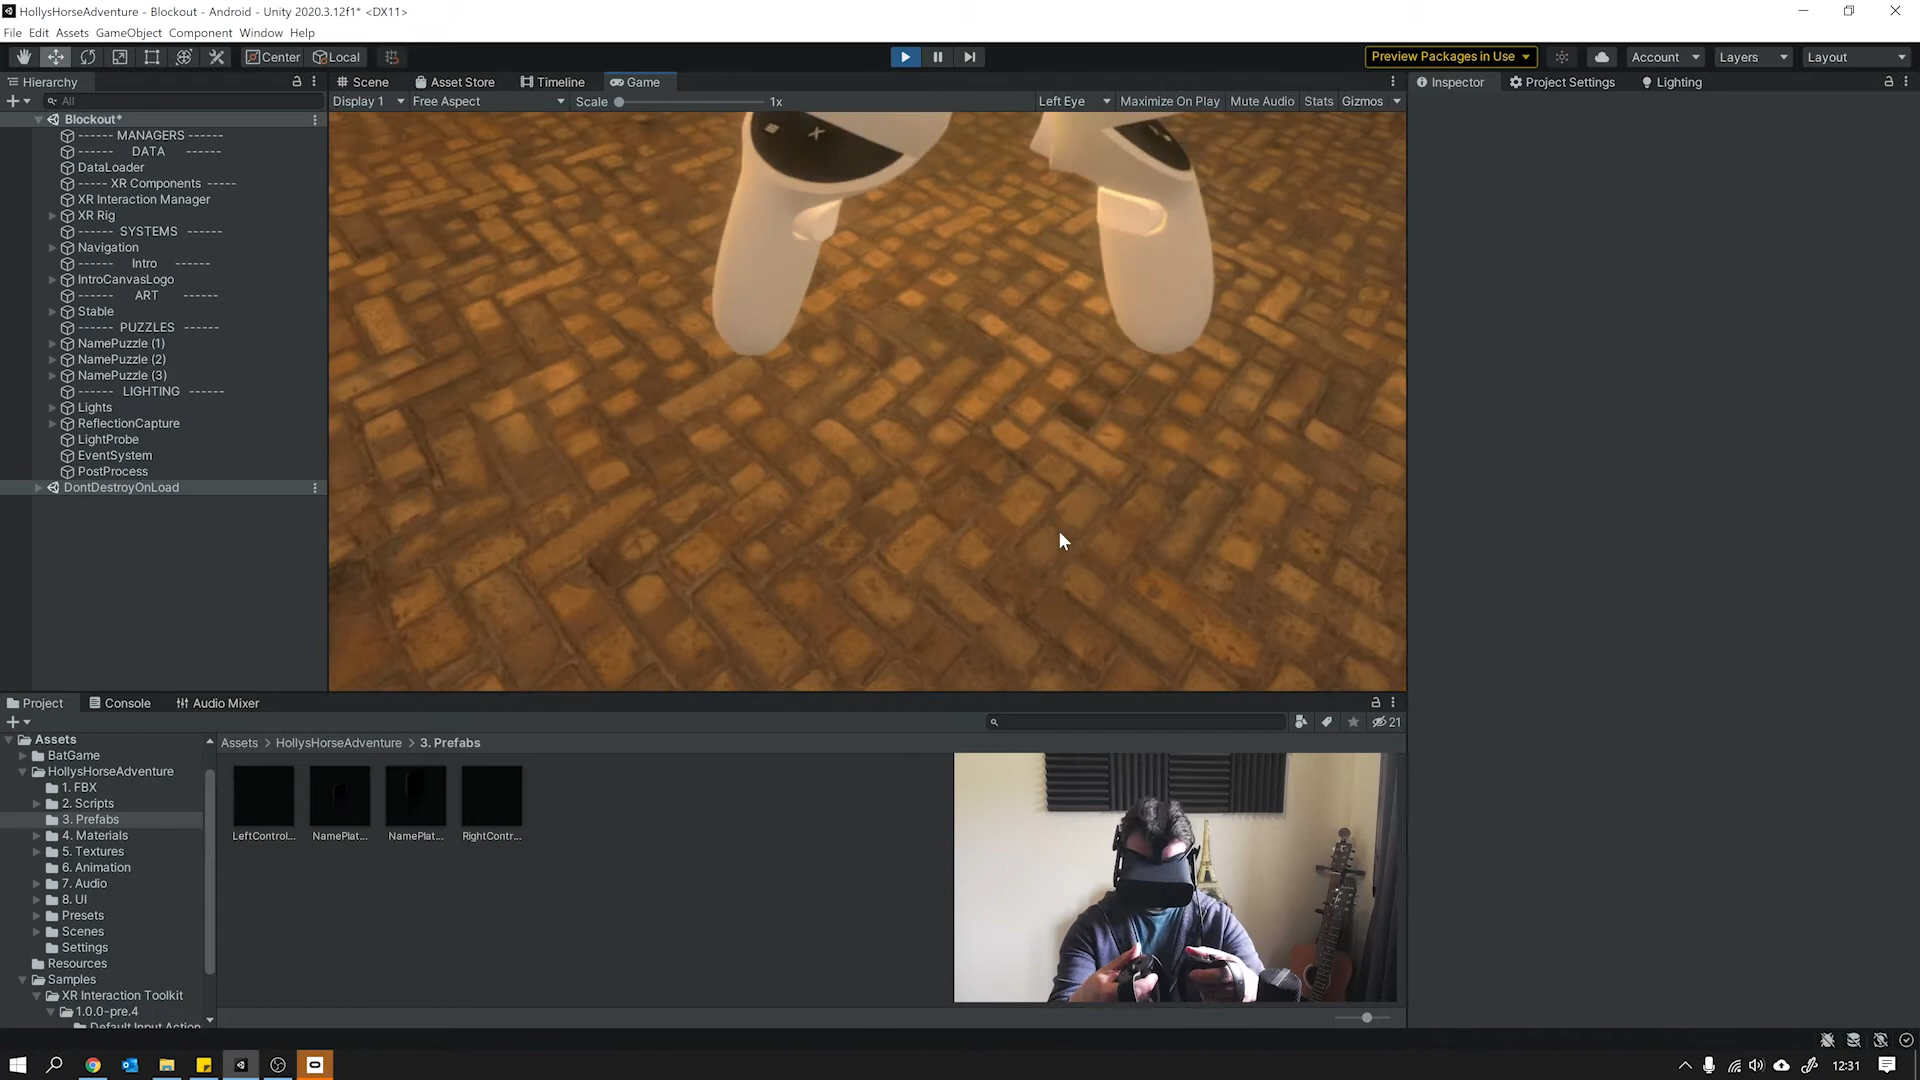 HollysHorseAdventure - Blockout - Android - Unity 2020.3.12f1* <DX11>
File Edit Assets GameObject Component Window Help
Center Local Preview Packages in Use Account Layers Layout
Hierarchy Scene Asset Store Timeline Game Inspector Project Settings Lighting
All Display 1 Free Aspect Scale 1x Left Eye Maximize On Play Mute Audio Stats Gizmos
Blockout*
------ MANAGERS ------
------ DATA ------
DataLoader
----- XR Components -----
XR Interaction Manager
XR Rig
------ SYSTEMS ------
Navigation
------ Intro ------
IntroCanvasLogo
------ ART ------
Stable
------ PUZZLES ------
NamePuzzle (1)
NamePuzzle (2)
NamePuzzle (3)
------ LIGHTING ------
Lights
ReflectionCapture
LightProbe
EventSystem
PostProcess
DontDestroyOnLoad
Project Console Audio Mixer
21
Assets
Assets > HollysHorseAdventure > 3. Prefabs
BatGame
HollysHorseAdventure
1. FBX
2. Scripts
3. Prefabs
4. Materials
5. Textures
6. Animation
7. Audio
8. UI
Presets
Scenes
Settings
Resources
Samples
XR Interaction Toolkit
1.0.0-pre.4
Default Input Action
LeftControl... NamePlat... NamePlat... RightContr...
12:31